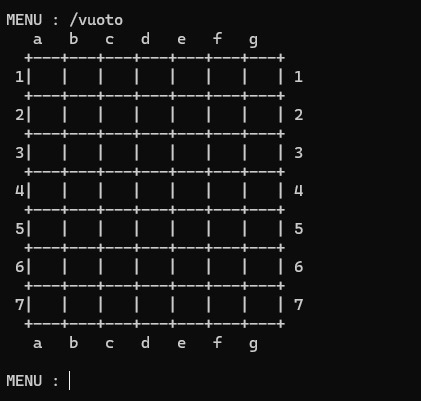 MENU : /vuoto
   a   b   c   d   e   f   g
  +---+---+---+---+---+---+---+
 1|   |   |   |   |   |   |   | 1
  +---+---+---+---+---+---+---+
 2|   |   |   |   |   |   |   | 2
  +---+---+---+---+---+---+---+
 3|   |   |   |   |   |   |   | 3
  +---+---+---+---+---+---+---+
 4|   |   |   |   |   |   |   | 4
  +---+---+---+---+---+---+---+
 5|   |   |   |   |   |   |   | 5
  +---+---+---+---+---+---+---+
 6|   |   |   |   |   |   |   | 6
  +---+---+---+---+---+---+---+
 7|   |   |   |   |   |   |   | 7
  +---+---+---+---+---+---+---+
   a   b   c   d   e   f   g
MENU :